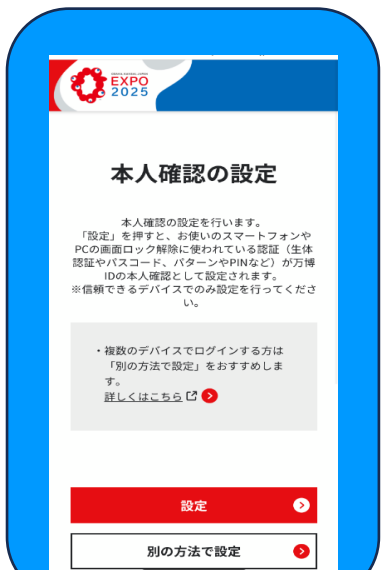 EXPO
2025
本人確認の設定
本人確認の設定を行います。
「設定」を押すと、お使いのスマートフォンや
PCの画面ロック解除に使われている認証（生体
認証やパスコード、パターンやPINなど）が万博
IDの本人確認として設定されます。
※信頼できるデバイスでのみ設定を行ってくださ
い。
・複数のデバイスでログインする方は
「別の方法で設定」をおすすめしま
す。
詳しくはこちら
設定
別の方法で設定